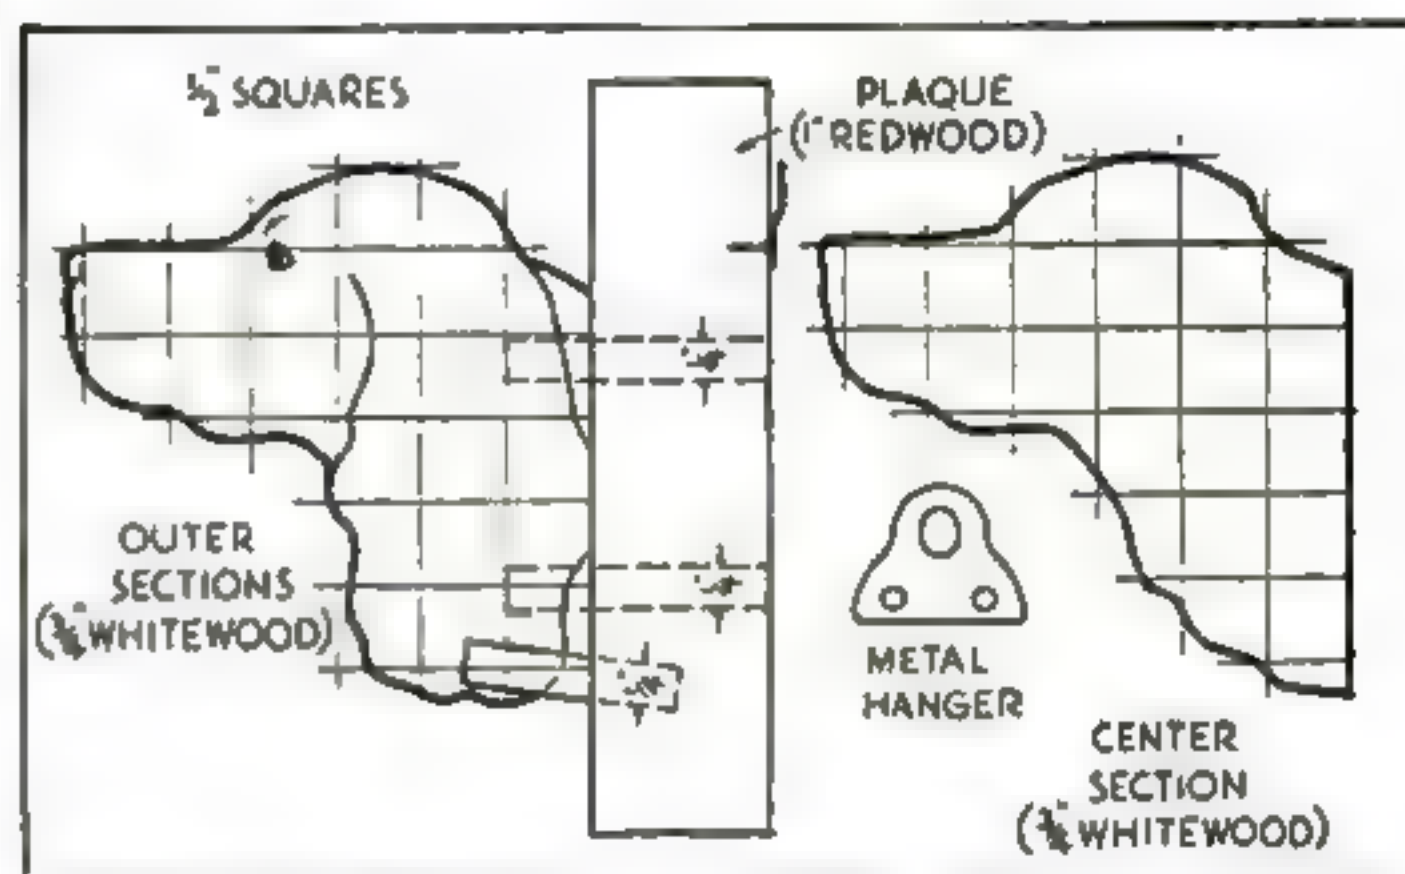 ½" SQUARES
PLAQUE
(1" REDWOOD)
OUTER
SECTIONS
(¾" WHITEWOOD)
METAL
HANGER
CENTER
SECTION
(¾" WHITEWOOD)